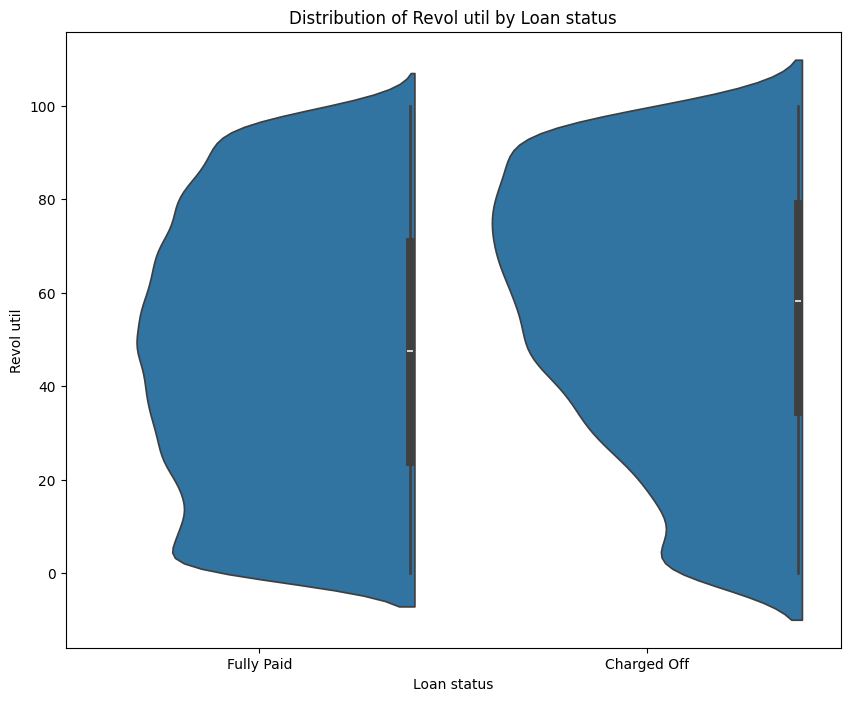 Distribution of Revol util by Loan status
100
80
60
40
20
0
Revol util
Fully Paid
Charged Off
Loan status